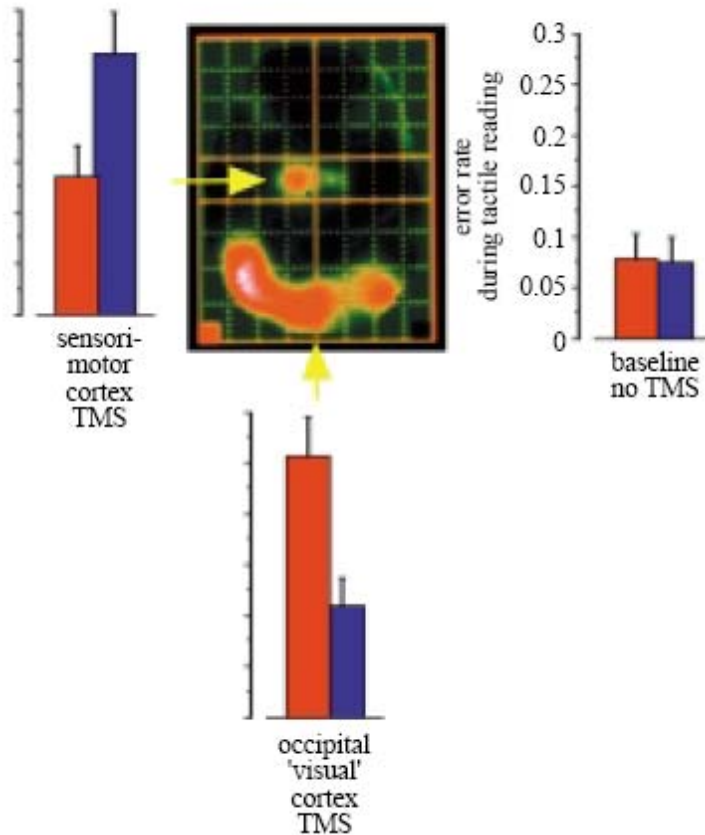 sensori-
motor
cortex
TMS
error rate
during tactile reading
0.3
0.25
0.2
0.15
0.1
0.05
0
baseline
no TMS
occipital
'visual'
cortex
TMS